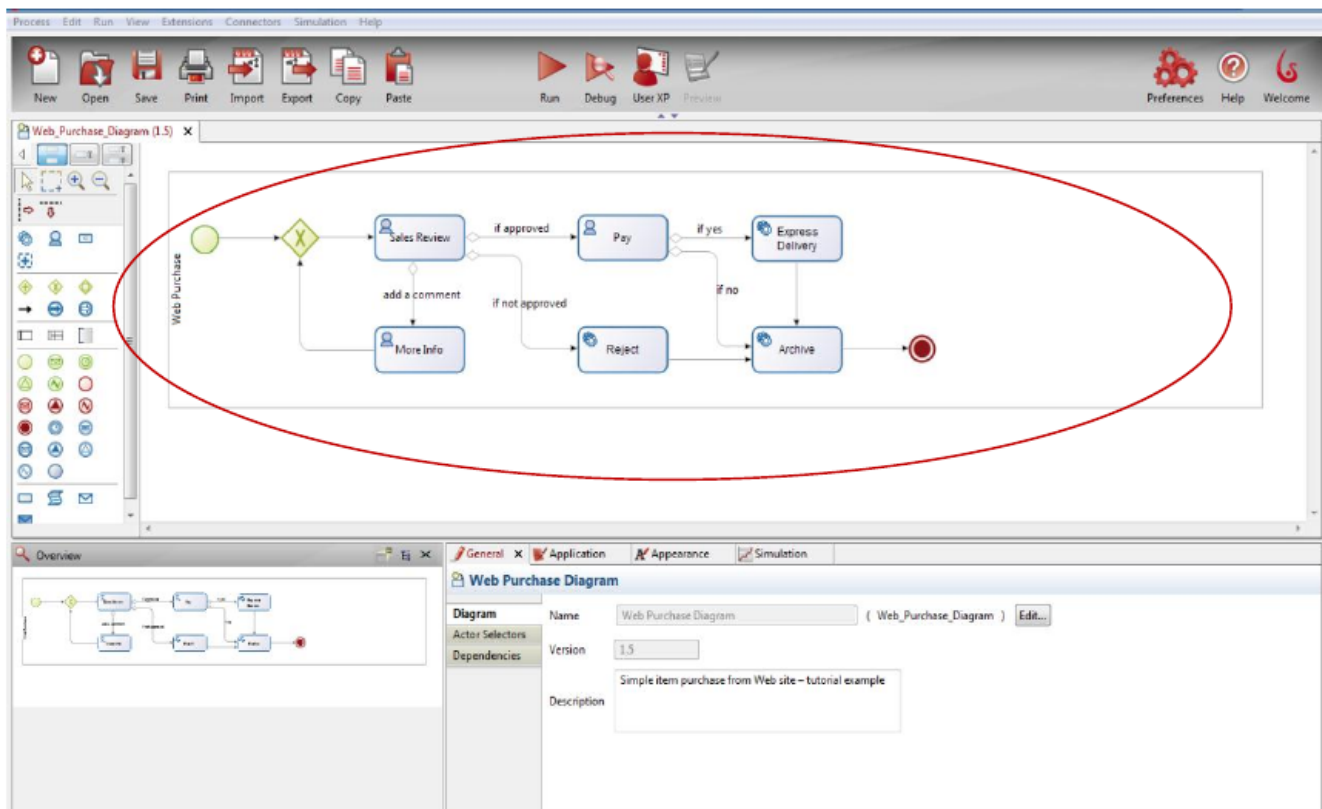 Process Edit Run View Extensions Connectors Simulation Help
New Open Save Print Import Export Copy Paste Run Debug User XP Preview Preferences Help Welcome
Web_Purchase_Diagram (1.5)
Web Purchase
Sales Review
if approved
Pay
if yes
Express
Delivery
add a comment
if not approved
if no
More Info
Reject
Archive
Overview
General Application Appearance Simulation
Web Purchase Diagram
Diagram
Actor Selectors
Dependencies
Name Web Purchase Diagram ( Web_Purchase_Diagram ) Edit...
Version 1.5
Description Simple item purchase from Web site – tutorial example